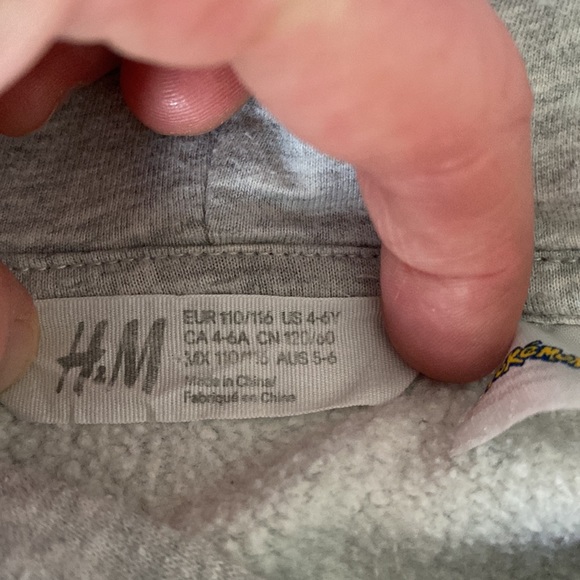 H&M
EUR 110/116 US 4-6Y
CA 4-6A CN 120/60
MX 110/116 AUS 5-6
Made in China/
Fabriqué en Chine